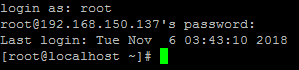 login as: root
root@192.168.150.137's password:
Last login: Tue Nov  6 03:43:10 2018
[root@localhost ~]#